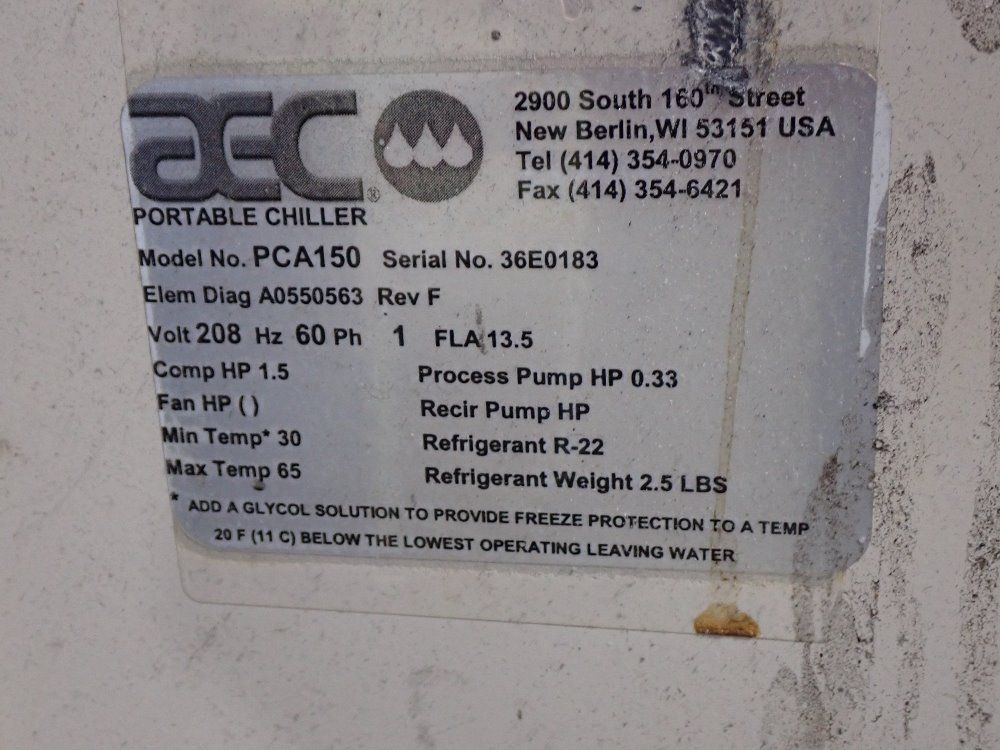 aec ®
2900 South 160th Street
New Berlin,WI 53151 USA
Tel (414) 354-0970
Fax (414) 354-6421
PORTABLE CHILLER
Model No. PCA150 Serial No. 36E0183
Elem Diag A0550563 Rev F
Volt 208 Hz 60 Ph 1 FLA 13.5
Comp HP 1.5 Process Pump HP 0.33
Fan HP ( ) Recir Pump HP
Min Temp* 30 Refrigerant R-22
Max Temp 65 Refrigerant Weight 2.5 LBS
* ADD A GLYCOL SOLUTION TO PROVIDE FREEZE PROTECTION TO A TEMP
20 F (11 C) BELOW THE LOWEST OPERATING LEAVING WATER